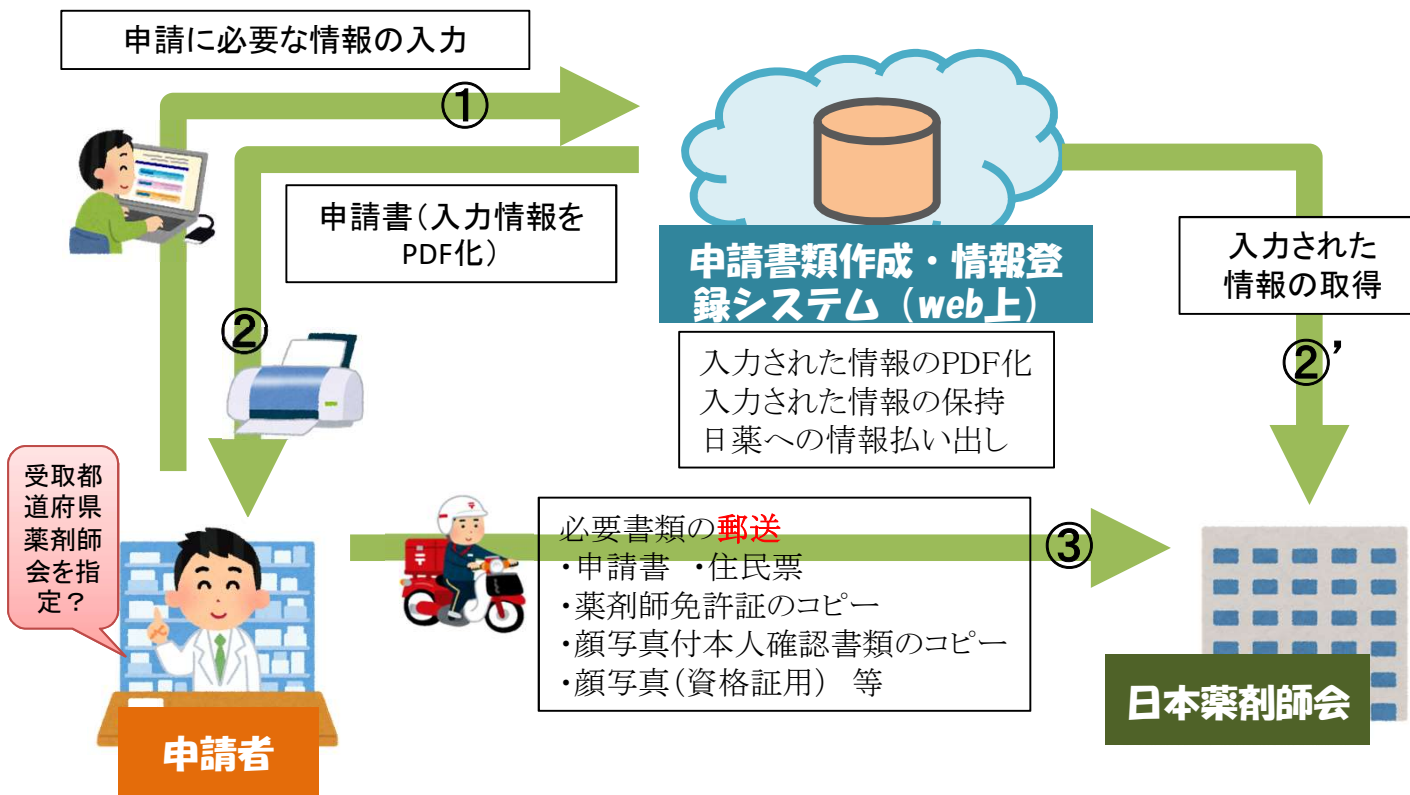 申請に必要な情報の入力
①
申請書(入力情報を
PDF化)
②
申請書類作成・情報登
録システム(web上)
入力された情報のPDF化
入力された情報の保持
日薬への情報払い出し
入力された
情報の取得
②’
受取都
道府県
薬剤師
会を指
定?
必要書類の郵送
・申請書 ・住民票
・薬剤師免許証のコピー
・顔写真付本人確認書類のコピー
・顔写真(資格証用) 等
③
申請者
日本薬剤師会